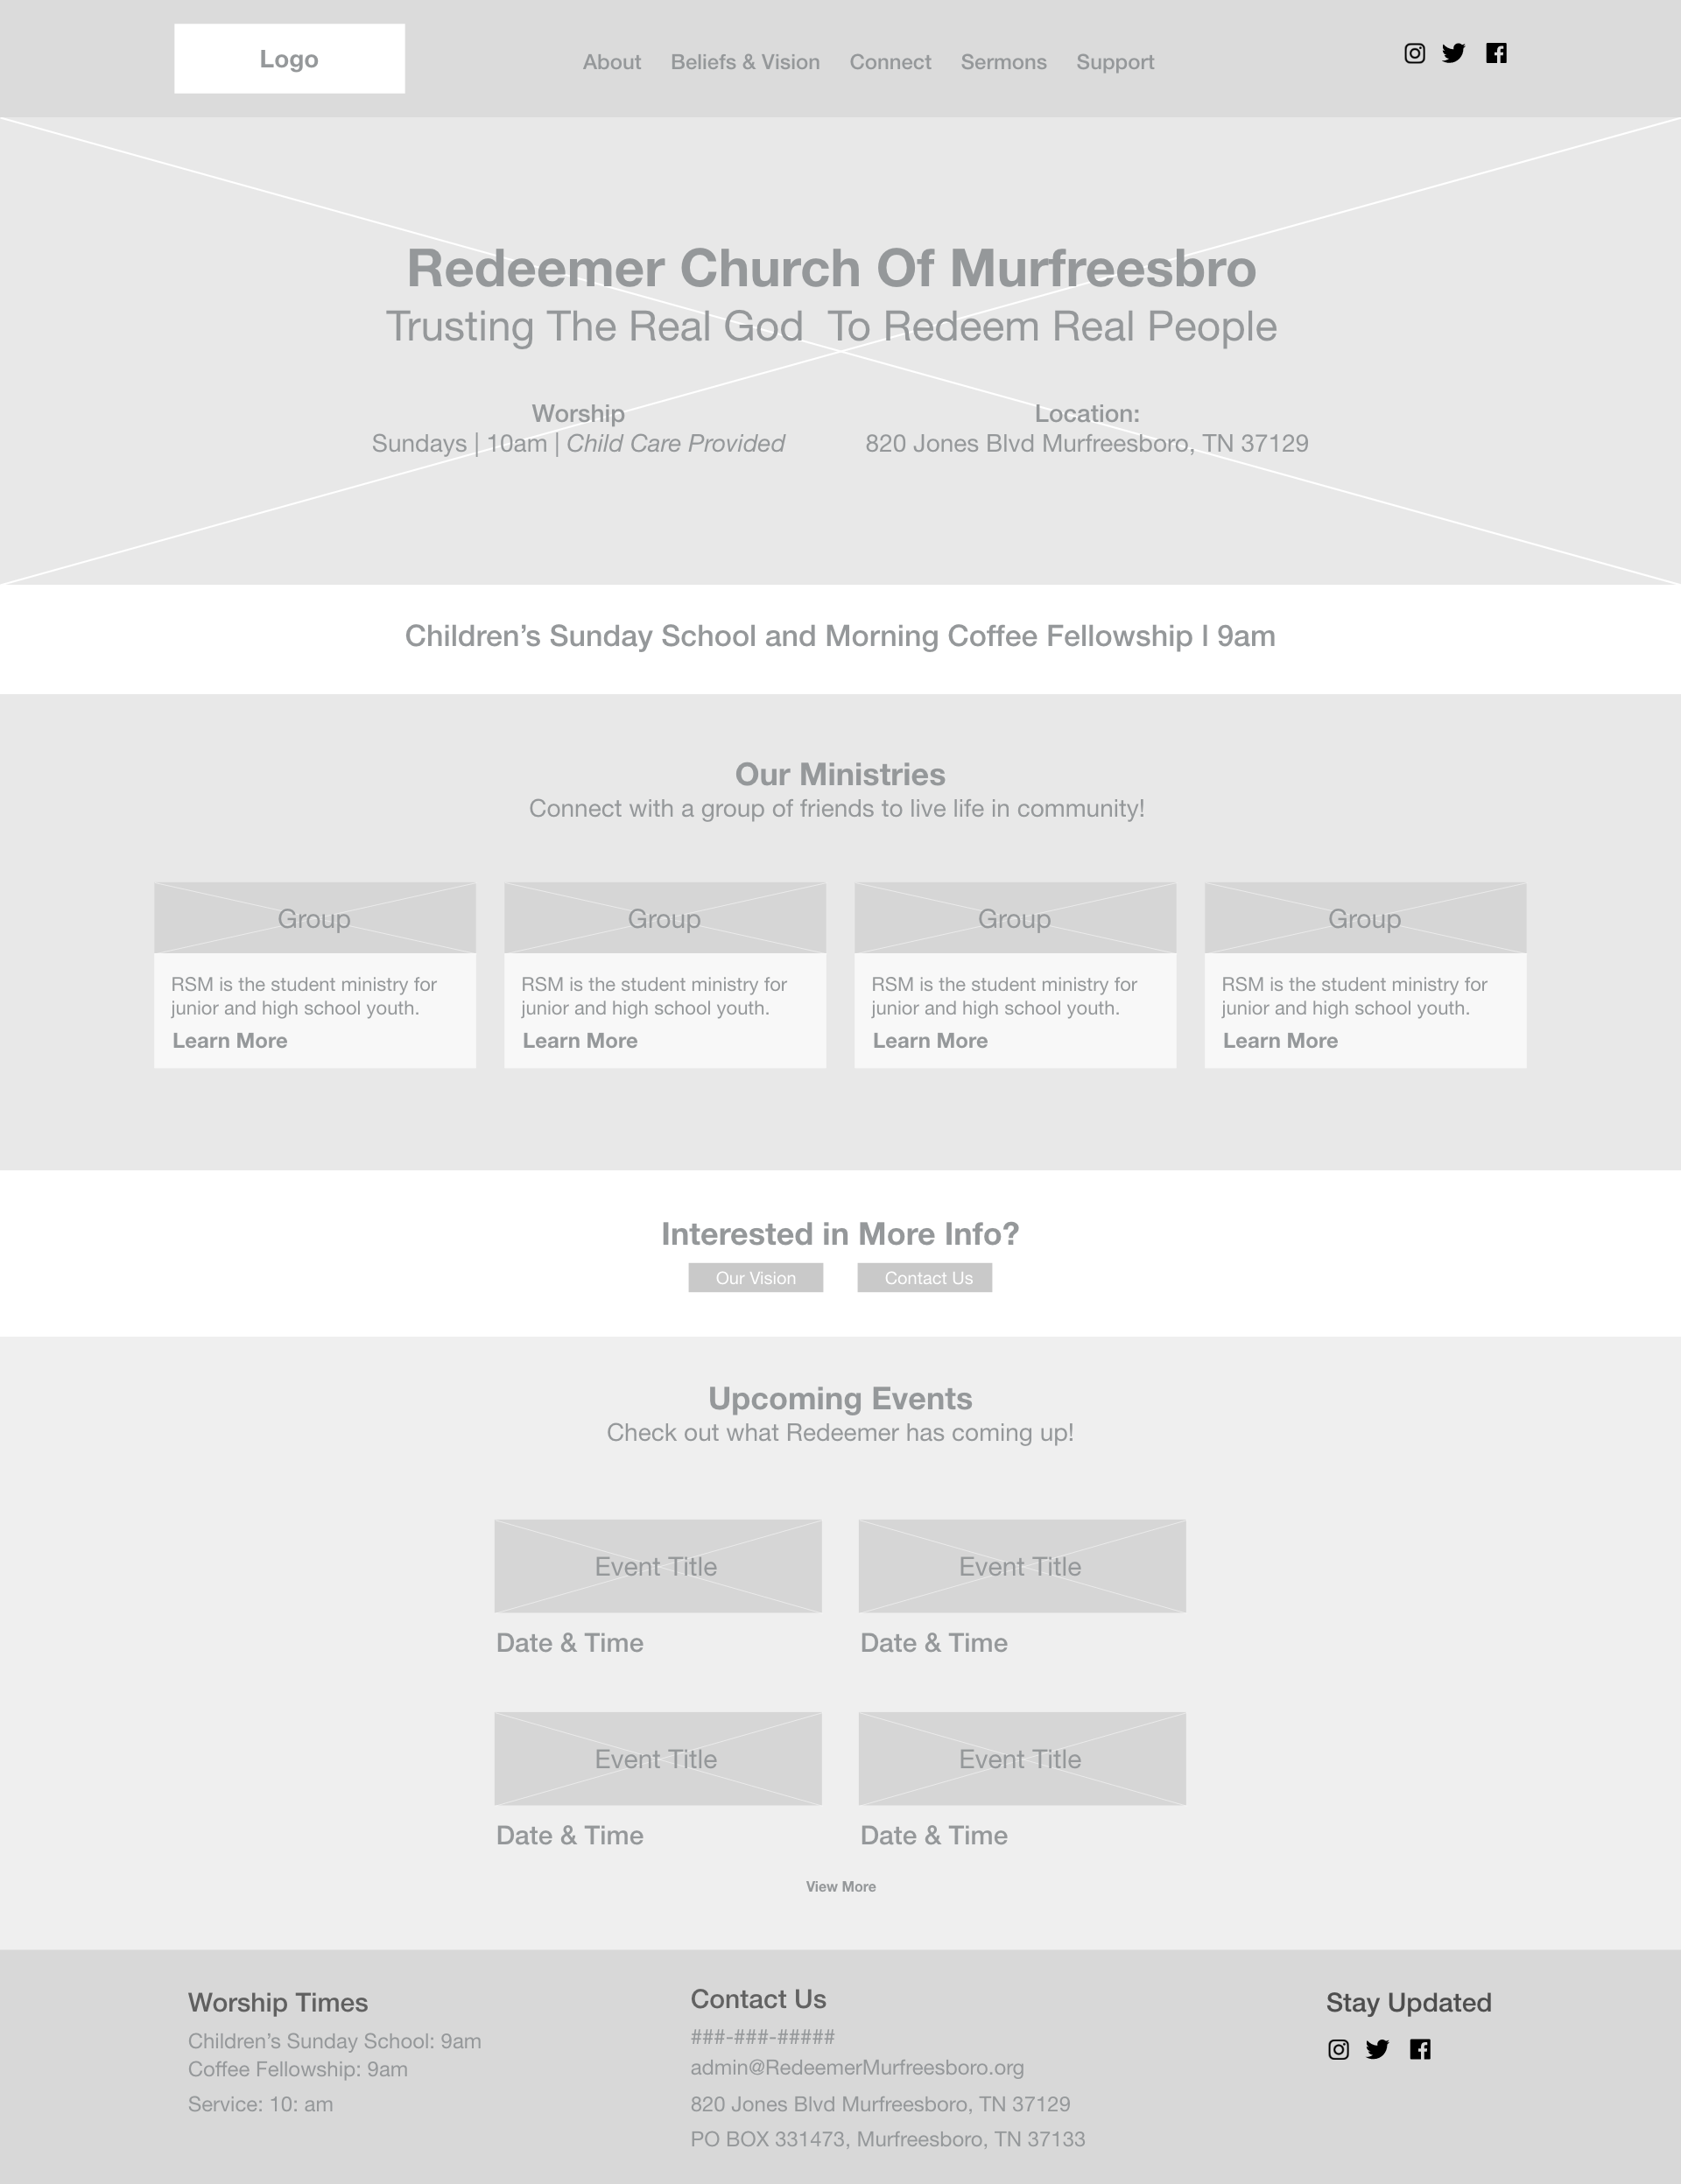 Logo
About Beliefs & Vision Connect Sermons Support
Redeemer Church Of Murfreesbro
Trusting The Real God  To Redeem Real People
Worship
Sundays | 10am | Child Care Provided
Location:
820 Jones Blvd Murfreesboro, TN 37129
Children’s Sunday School and Morning Coffee Fellowship I 9am
Our Ministries
Connect with a group of friends to live life in community!
Group
RSM is the student ministry for
junior and high school youth.
Learn More
Group
RSM is the student ministry for
junior and high school youth.
Learn More
Group
RSM is the student ministry for
junior and high school youth.
Learn More
Group
RSM is the student ministry for
junior and high school youth.
Learn More
Interested in More Info?
Our Vision
Contact Us
Upcoming Events
Check out what Redeemer has coming up!
Event Title
Date & Time
Event Title
Date & Time
Event Title
Date & Time
Event Title
Date & Time
View More
Worship Times
Children’s Sunday School: 9am
Coffee Fellowship: 9am
Service: 10: am
Contact Us
###-###-#####
admin@RedeemerMurfreesboro.org
820 Jones Blvd Murfreesboro, TN 37129
PO BOX 331473, Murfreesboro, TN 37133
Stay Updated